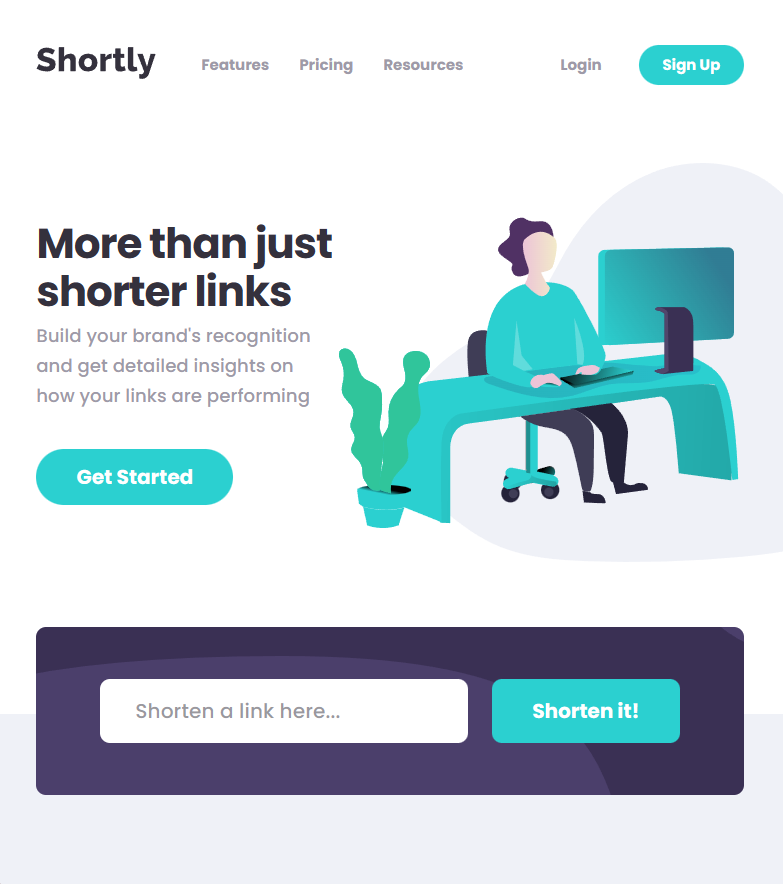 Shortly Features Pricing Resources Login Sign Up
More than just
shorter links
Build your brand's recognition
and get detailed insights on
how your links are performing
Get Started
Shorten a link here... Shorten it!